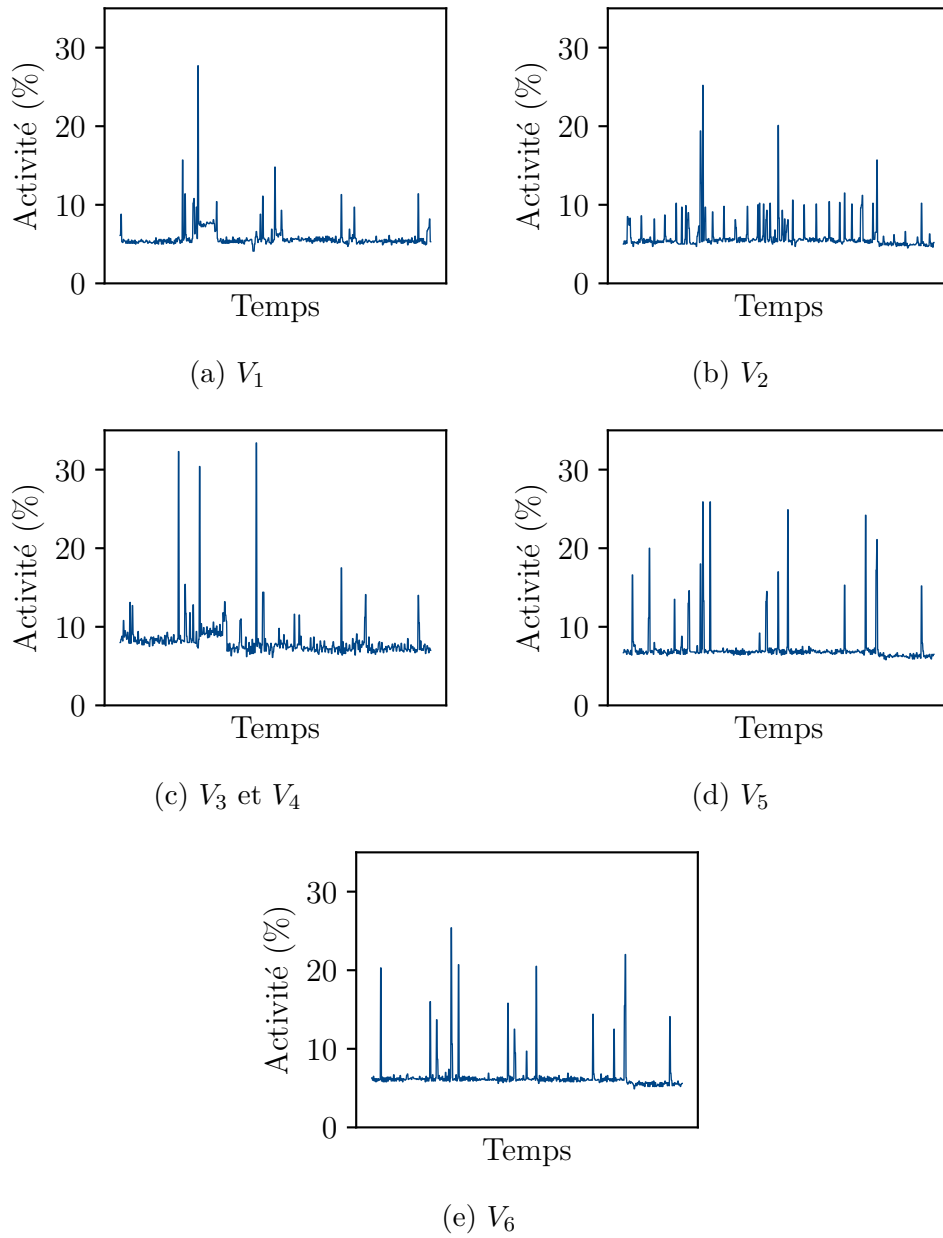 Activité (%)
30
20
10
0
Temps
(a) V₁
Activité (%)
30
20
10
0
Temps
(b) V₂
Activité (%)
30
20
10
0
Temps
(c) V₃ et V₄
Activité (%)
30
20
10
0
Temps
(d) V₅
Activité (%)
30
20
10
0
Temps
(e) V₆